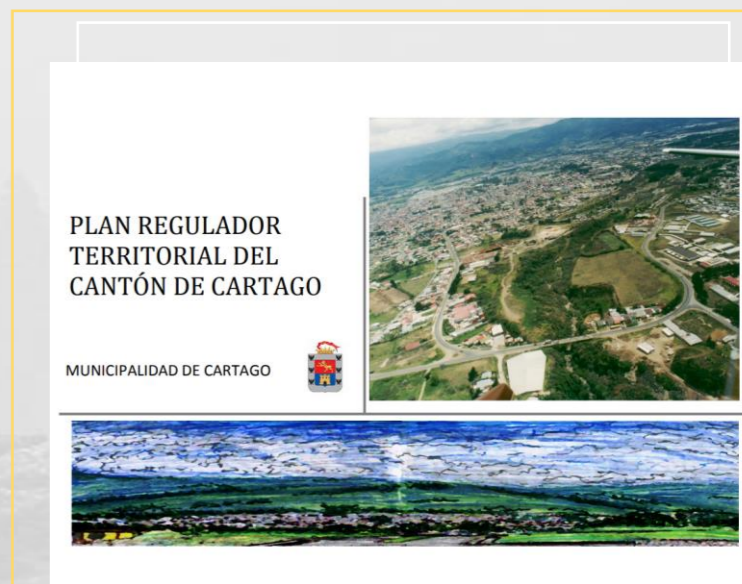 PLAN REGULADOR
TERRITORIAL DEL
CANTÓN DE CARTAGO
MUNICIPALIDAD DE CARTAGO